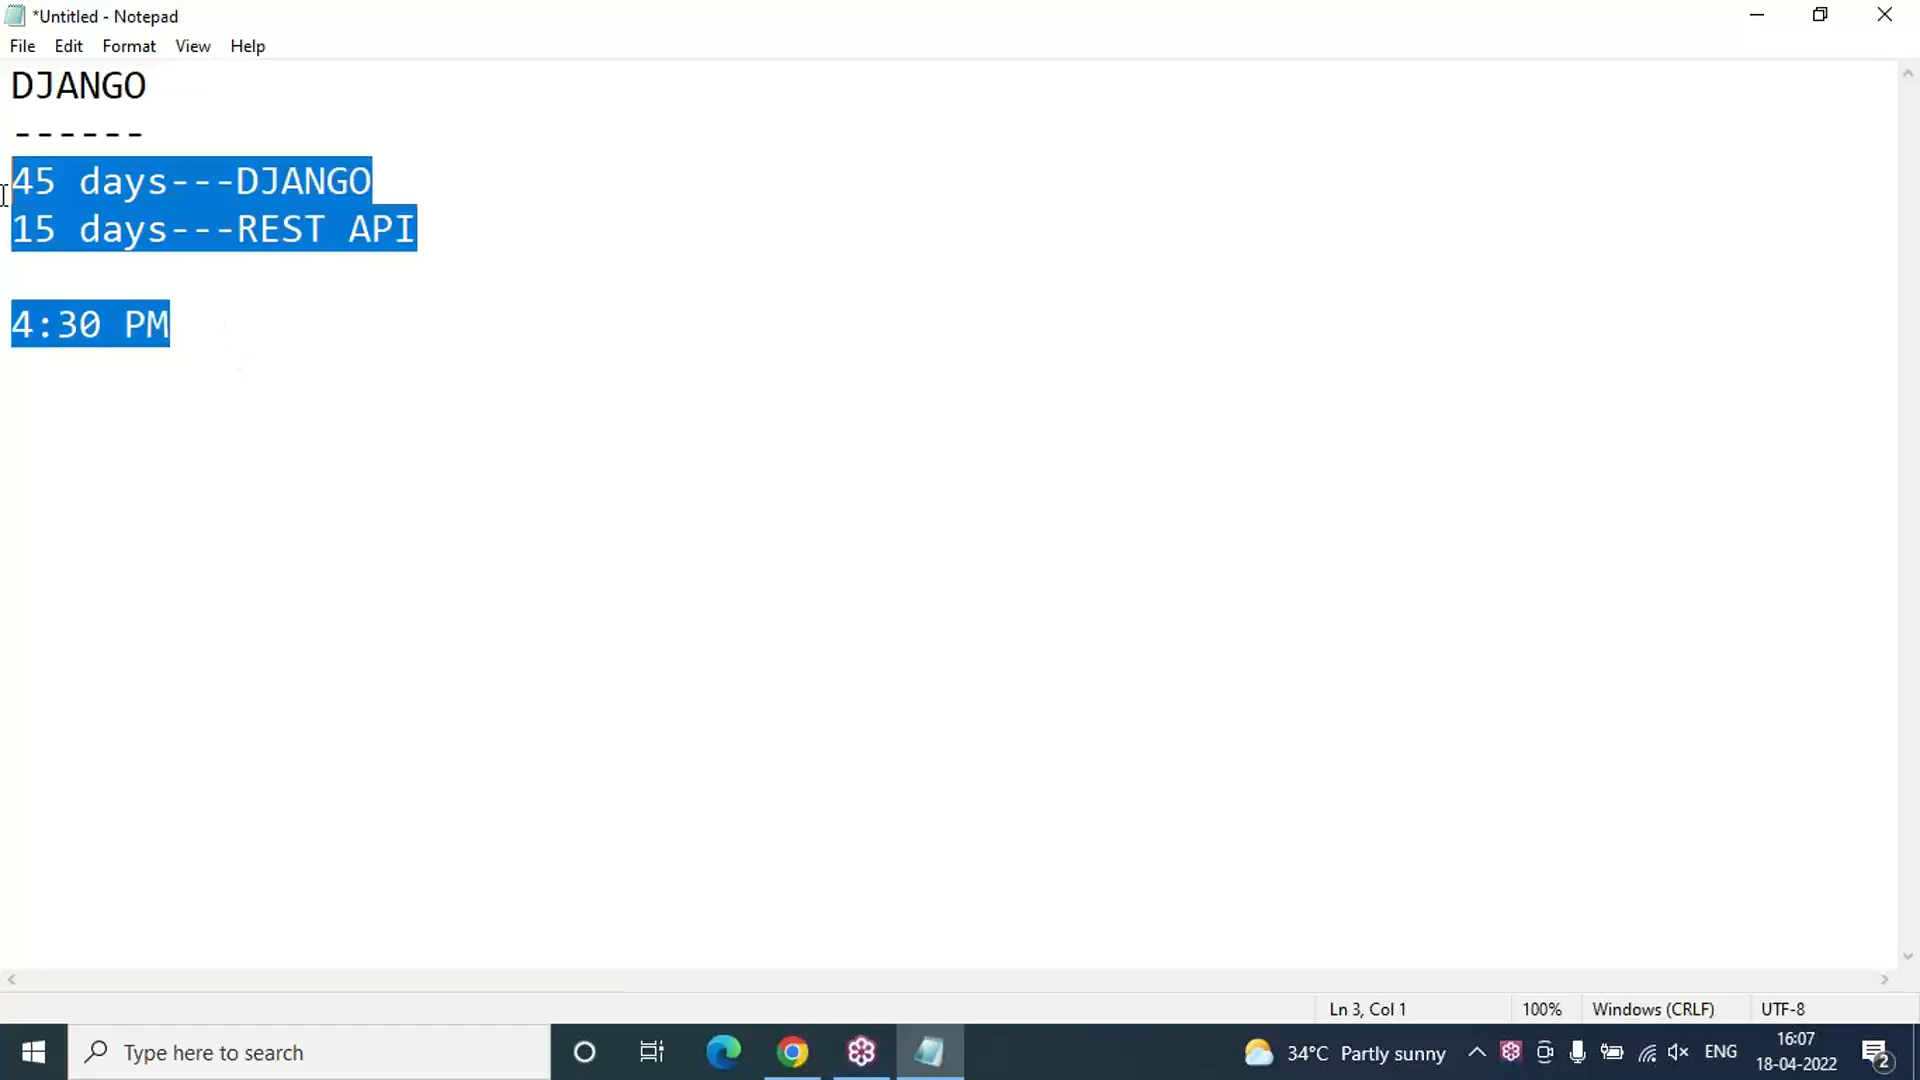 *Untitled - Notepad
File Edit Format View Help
DJANGO
------
45 days---DJANGO
15 days---REST API
4:30 PM
Ln 3, Col 1 100% Windows (CRLF) UTF-8
Type here to search
34°C Partly sunny ENG 16:07
18-04-2022
2